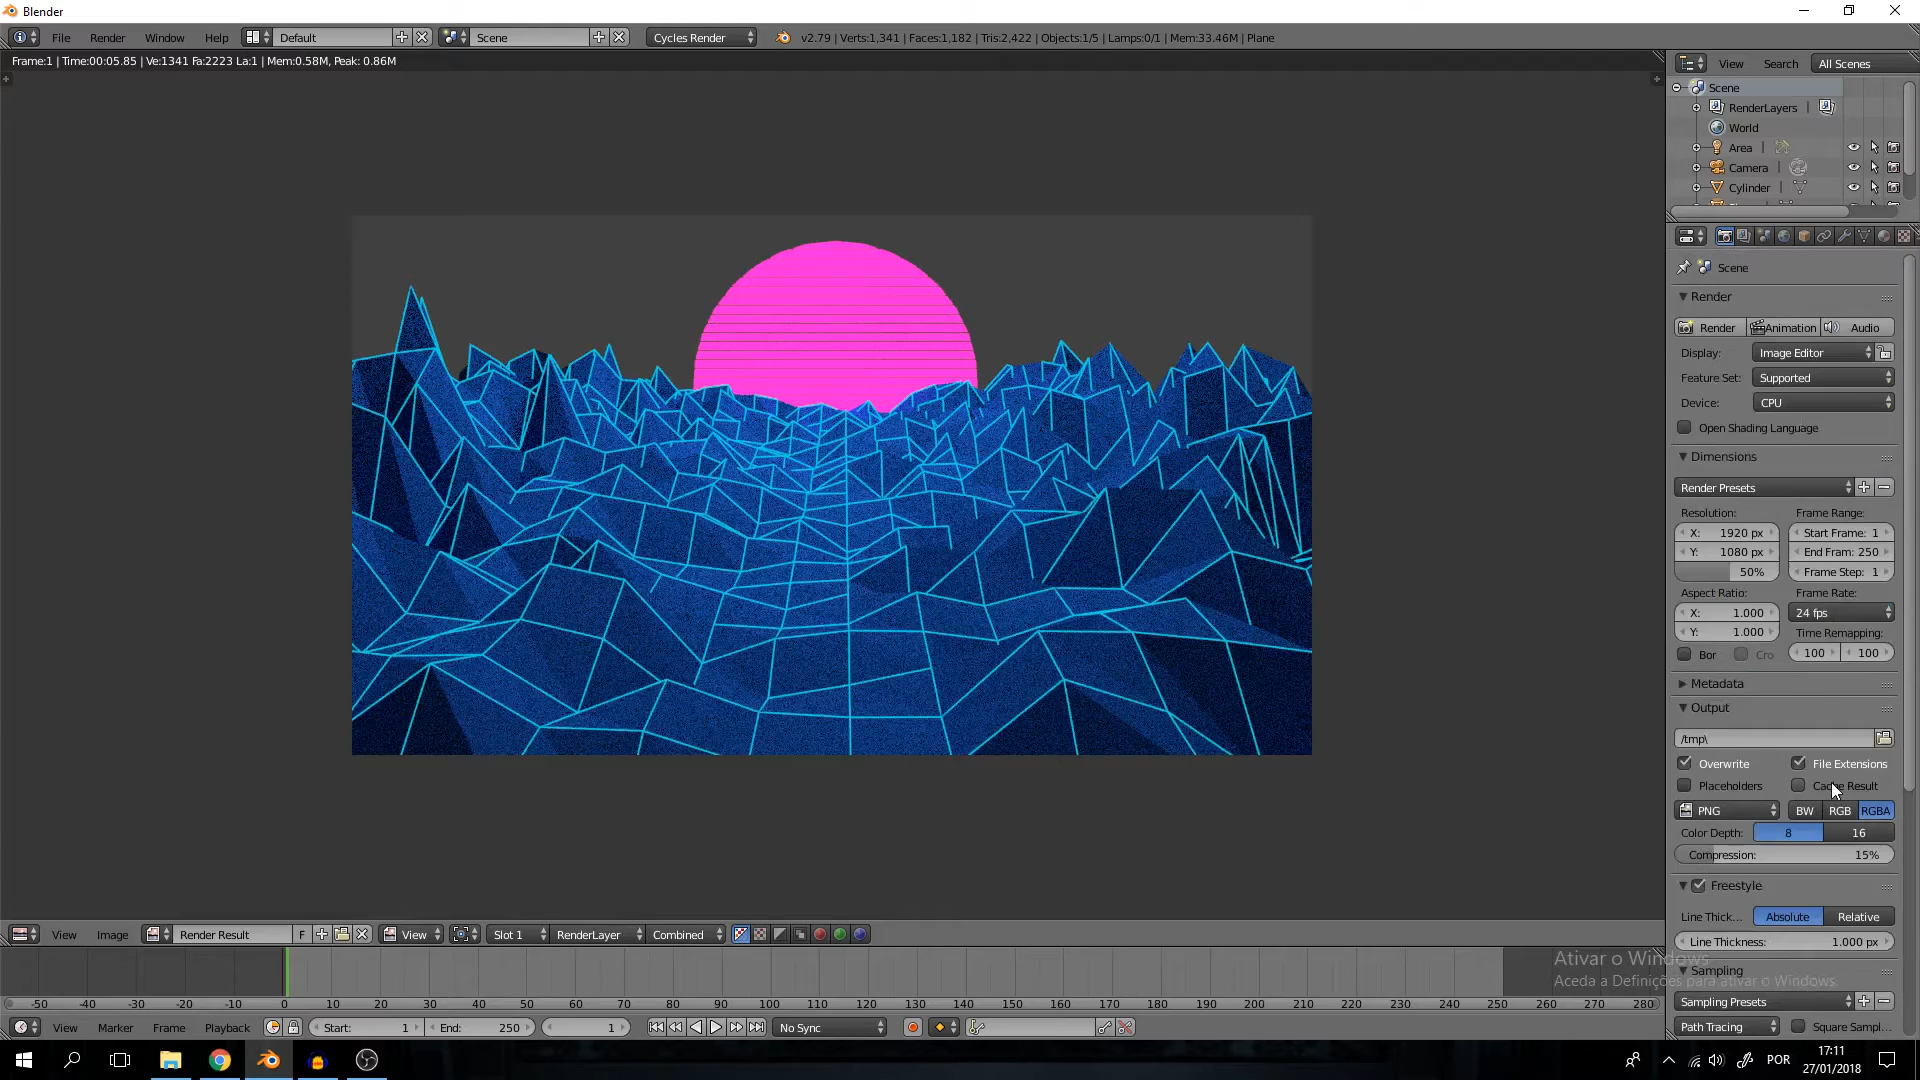 Blender
File Render Window Help Default Scene Cycles Render v2.79 | Verts:1,341 | Faces:1,182 | Tris:2,422 | Objects:1/5 | Lamps:0/1 | Mem:33.46M | Plane
Frame:1 | Time:00:05.85 | Ve:1341 Fa:2223 La:1 | Mem:0.58M, Peak: 0.86M
View Search All Scenes
Scene
RenderLayers |
World
Area |
Camera |
Cylinder |
Scene
Render
Render Animation Audio
Display: Image Editor
Feature Set: Supported
Device: CPU
Open Shading Language
Dimensions
Render Presets
Resolution: Frame Range:
X: 1920 px Start Frame: 1
Y: 1080 px End Fram: 250
50% Frame Step: 1
Aspect Ratio: Frame Rate:
X: 1.000 24 fps
Y: 1.000 Time Remapping:
Bor Cro 100 100
Metadata
Output
/tmp\
Overwrite File Extensions
Placeholders Cache Result
PNG BW RGB RGBA
Color Depth: 8 16
Compression: 15%
Freestyle
Line Thick... Absolute Relative
Line Thickness: 1.000 px
Sampling
Sampling Presets
Path Tracing Square Sampl...
View Image Render Result F View Slot 1 RenderLayer Combined
Ativar o Windows
Aceda a Definições para ativar o Windows.
-50 -40 -30 -20 -10 0 10 20 30 40 50 60 70 80 90 100 110 120 130 140 150 160 170 180 190 200 210 220 230 240 250 260 270 280
View Marker Frame Playback Start: 1 End: 250 1 No Sync
POR 17:11
27/01/2018